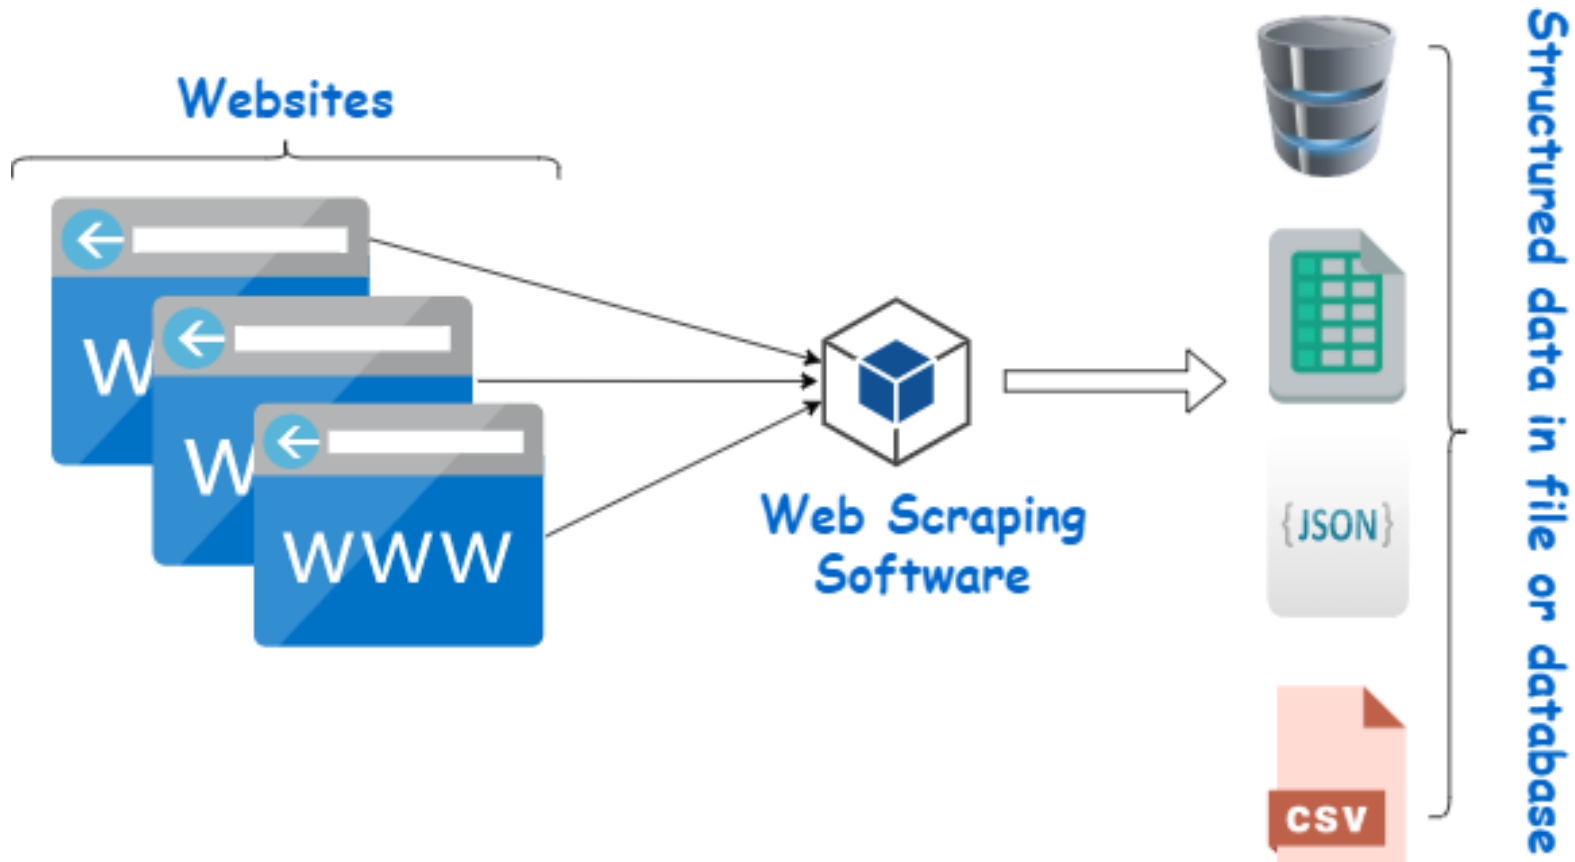 Websites
W
W
WWW
Web Scraping
Software
{JSON}
CSV
Structured data in file or database